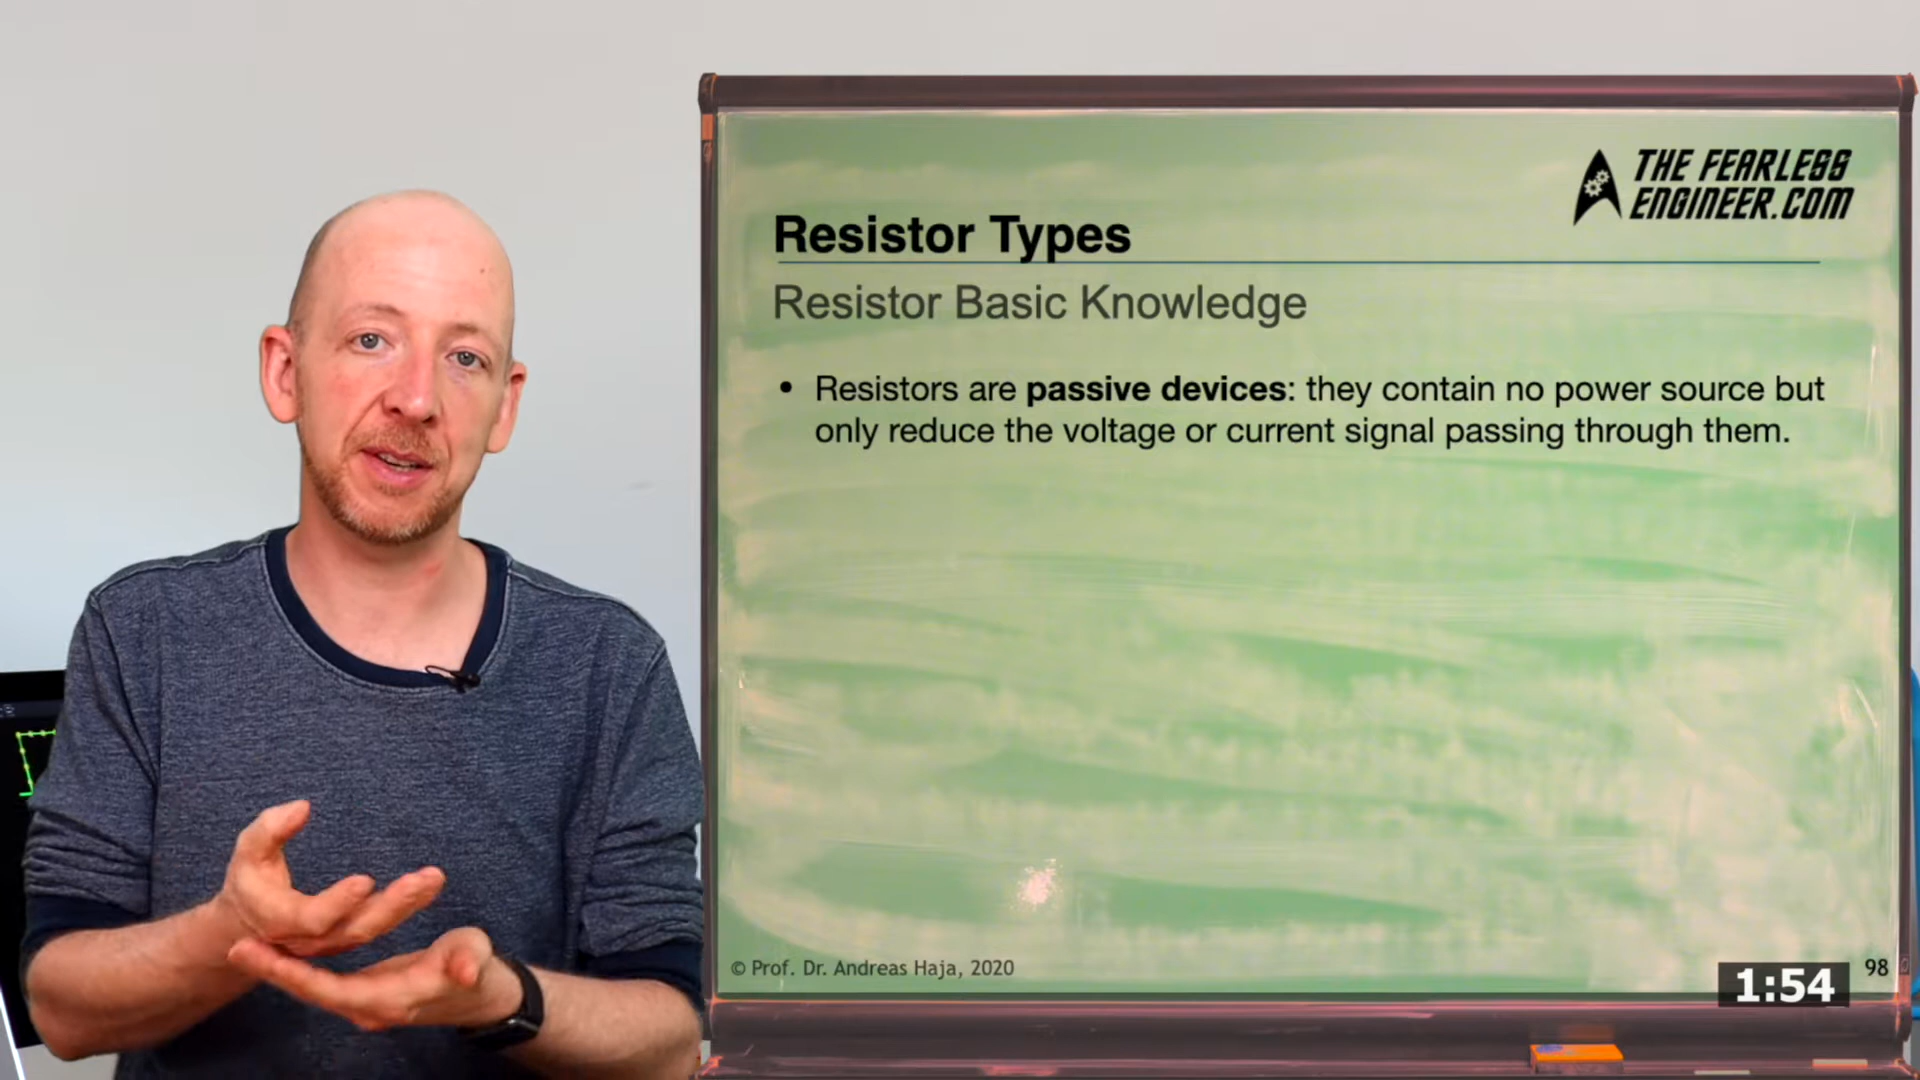 THE FEARLESS
ENGINEER.COM
Resistor Types
Resistor Basic Knowledge
• Resistors are passive devices: they contain no power source but
only reduce the voltage or current signal passing through them.
© Prof. Dr. Andreas Haja, 2020
98
1:54